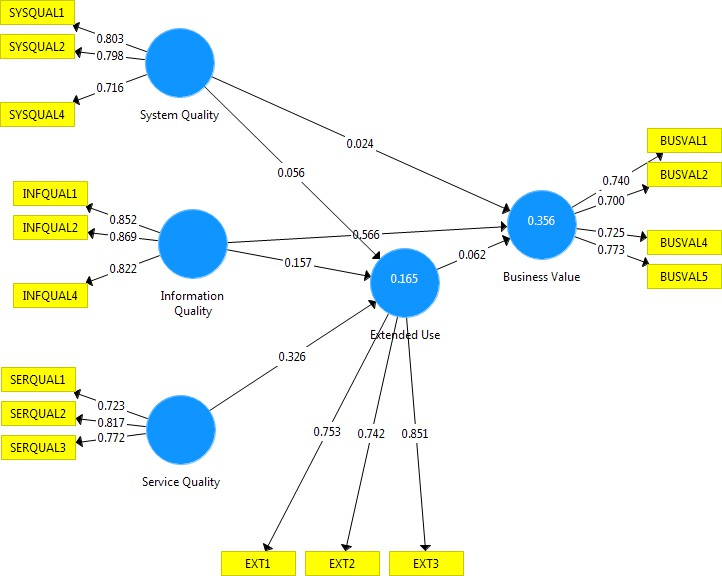 SYSQUAL1
0.803
SYSQUAL2
0.798
0.716
SYSQUAL4
System Quality
0.024
0.056
BUSVAL1
0.740
BUSVAL2
0.700
INFQUAL1
0.852
INFQUAL2
0.869
0.822
INFQUAL4
Information
Quality
0.566
0.157
0.356
0.062
Business Value
0.725
BUSVAL4
0.773
BUSVAL5
0.165
Extended Use
0.326
SERQUAL1
0.723
SERQUAL2
0.817
SERQUAL3
0.772
Service Quality
0.753
0.742
0.851
EXT1
EXT2
EXT3